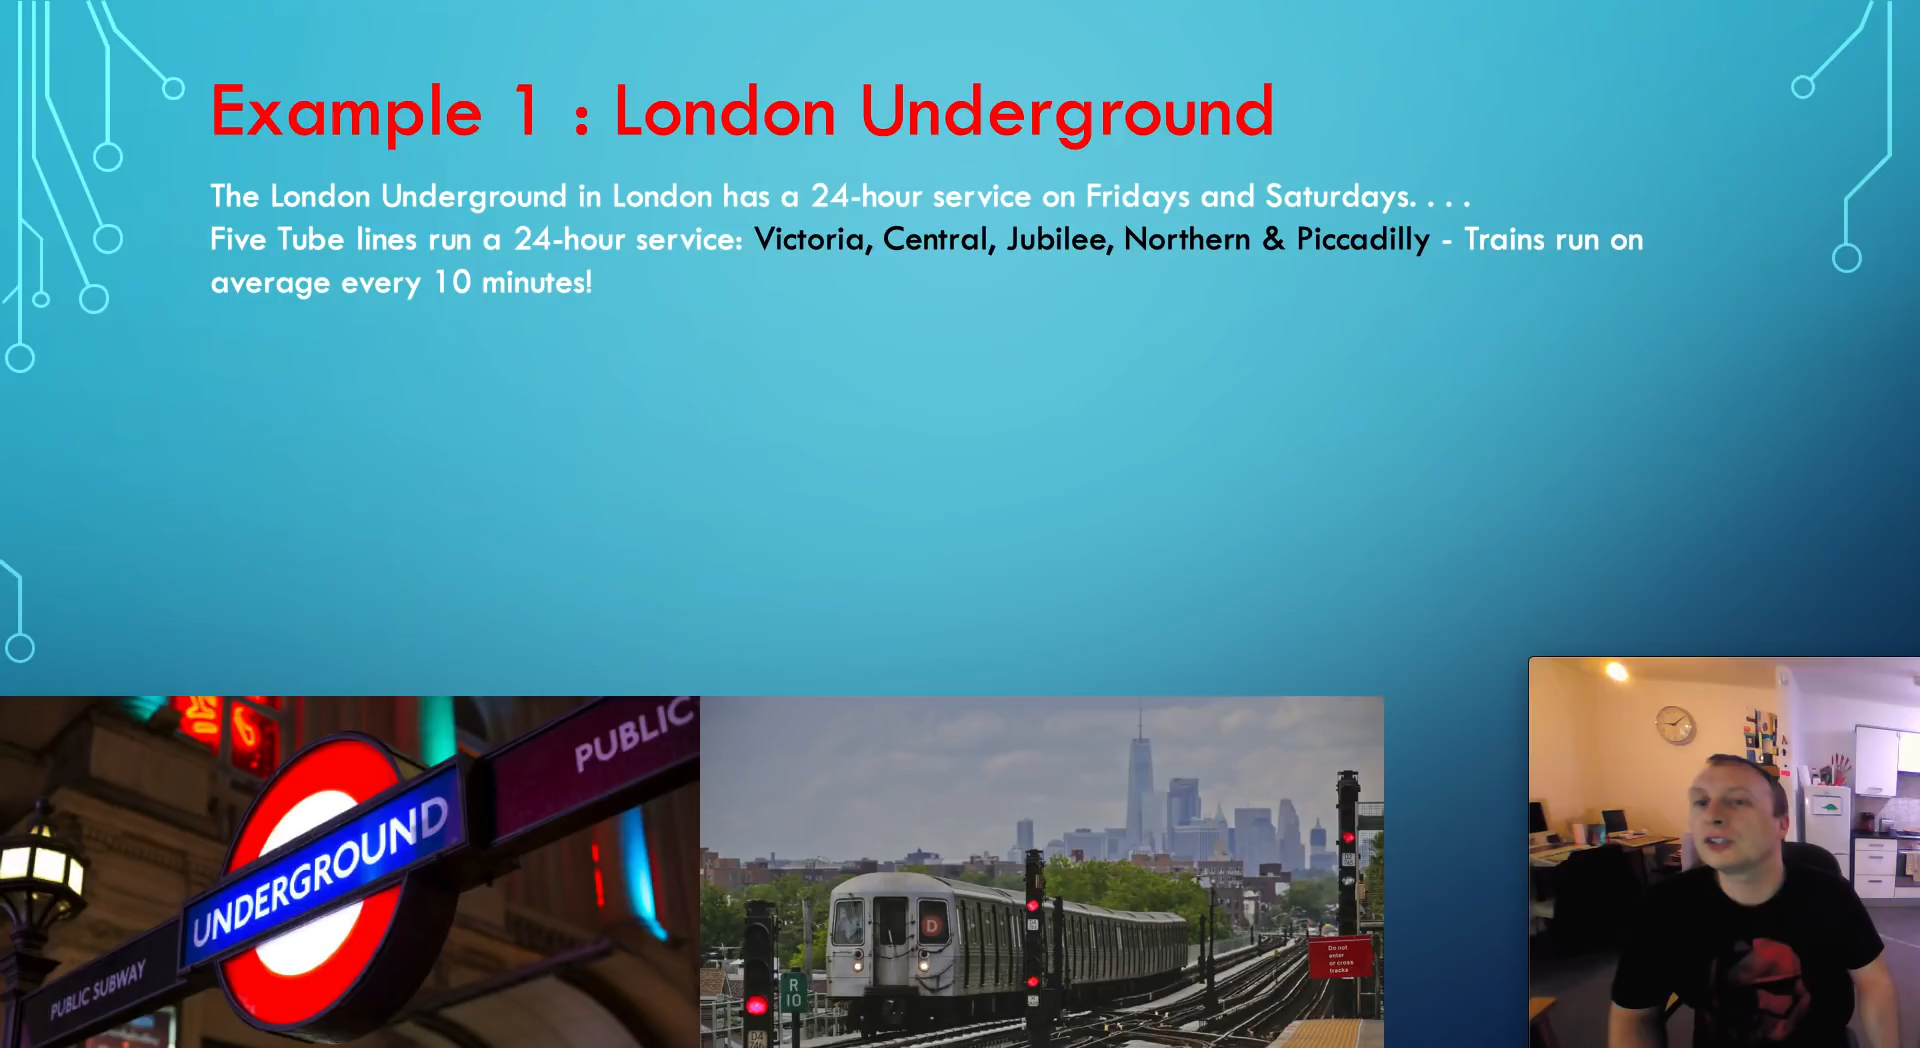 Example 1 : London Underground
The London Underground in London has a 24-hour service on Fridays and Saturdays. . . .
Five Tube lines run a 24-hour service: Victoria, Central, Jubilee, Northern & Piccadilly - Trains run on
average every 10 minutes!
PUBLIC
UNDERGROUND
PUBLIC SUBWAY
D
R
10
Do not
enter
or cross
tracks